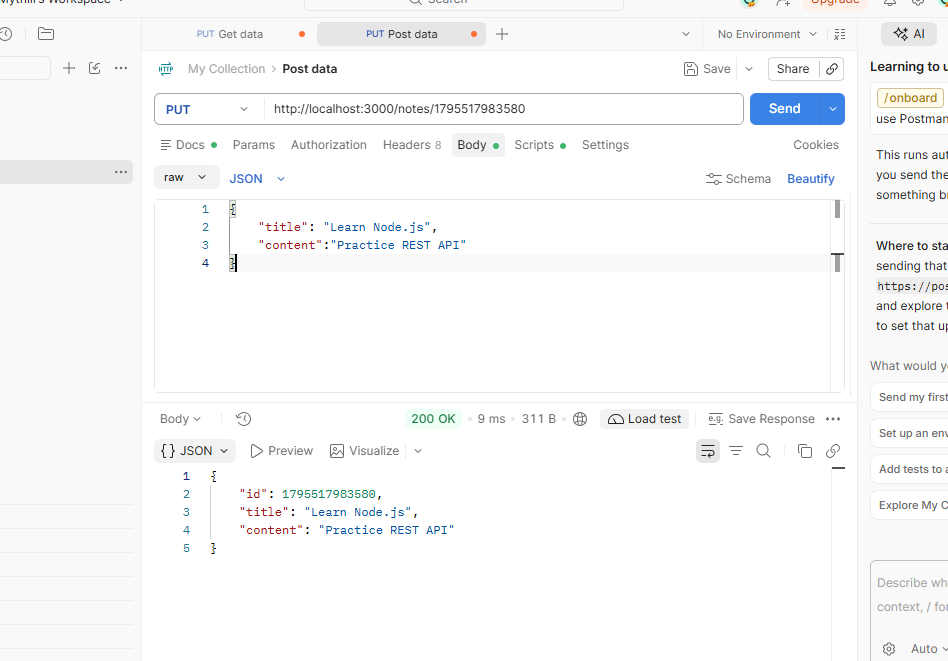 Mythili's Workspace
Search
Upgrade
PUT Get data
PUT Post data
No Environment
AI
My Collection > Post data
Save
Share
PUT
http://localhost:3000/notes/1795517983580
Send
Docs
Params
Authorization
Headers 8
Body
Scripts
Settings
Cookies
raw
JSON
Schema
Beautify
1 {
2 "title": "Learn Node.js",
3 "content":"Practice REST API"
4 }
Body
200 OK
9 ms
311 B
Load test
Save Response
{} JSON
Preview
Visualize
1 {
2 "id": 1795517983580,
3 "title": "Learn Node.js",
4 "content": "Practice REST API"
5 }
Learning to u
/onboard
use Postman
This runs aut
you send the
something br
Where to sta
sending that
https://pos
and explore t
to set that up
What would yo
Send my first
Set up an env
Add tests to a
Explore My C
Describe wh
context, / for
Auto